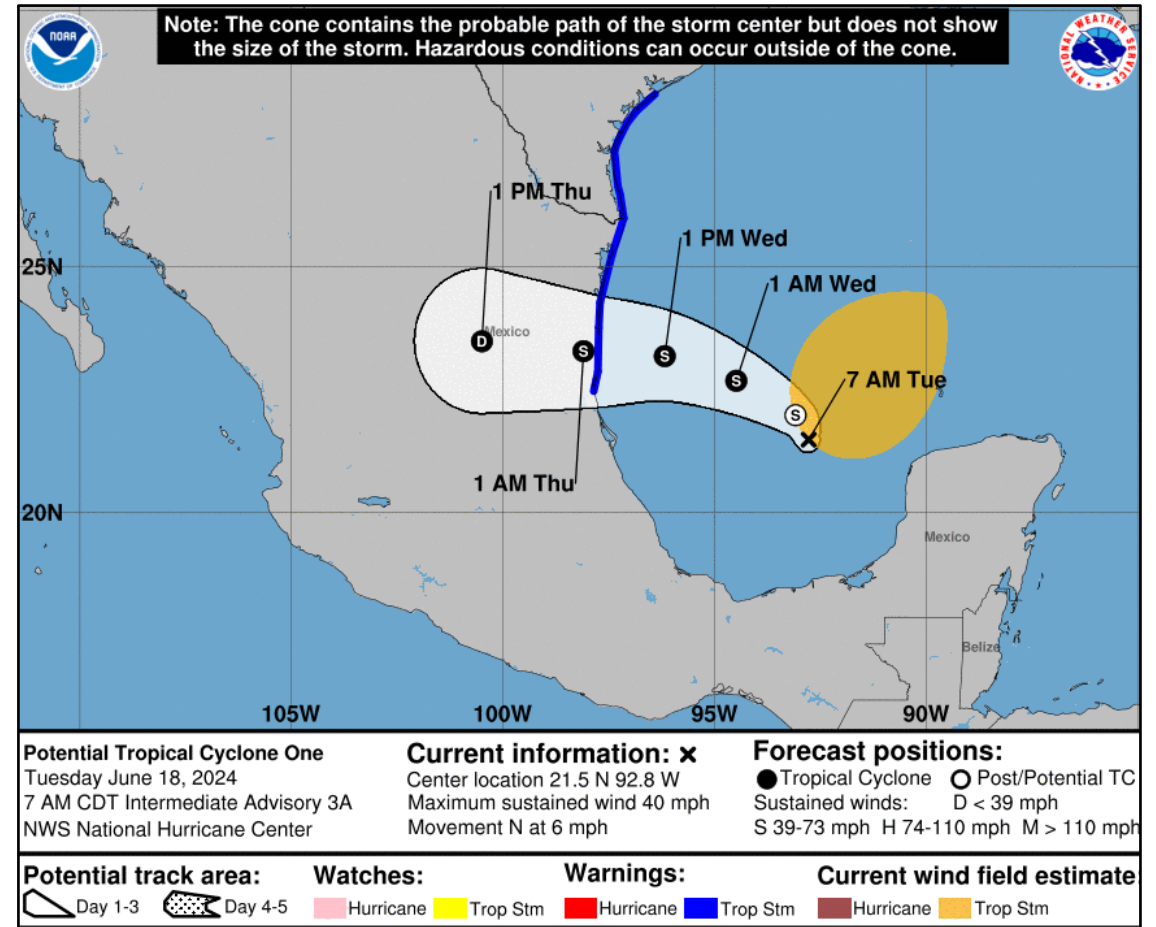 Note: The cone contains the probable path of the storm center but does not show
the size of the storm. Hazardous conditions can occur outside of the cone.
NOAA
NATIONAL WEATHER SERVICE
1 PM Thu
1 PM Wed
25N
1 AM Wed
Mexico
D
S
S
S
7 AM Tue
S
1 AM Thu
20N
Mexico
Belize
105W
100W
95W
90W
Potential Tropical Cyclone One
Tuesday June 18, 2024
7 AM CDT Intermediate Advisory 3A
NWS National Hurricane Center
Current information: ×
Center location 21.5 N 92.8 W
Maximum sustained wind 40 mph
Movement N at 6 mph
Forecast positions:
Tropical Cyclone Post/Potential TC
Sustained winds: D < 39 mph
S 39-73 mph H 74-110 mph M > 110 mph
Potential track area:
Day 1-3 Day 4-5
Watches:
Hurricane Trop Stm
Warnings:
Hurricane Trop Stm
Current wind field estimate:
Hurricane Trop Stm